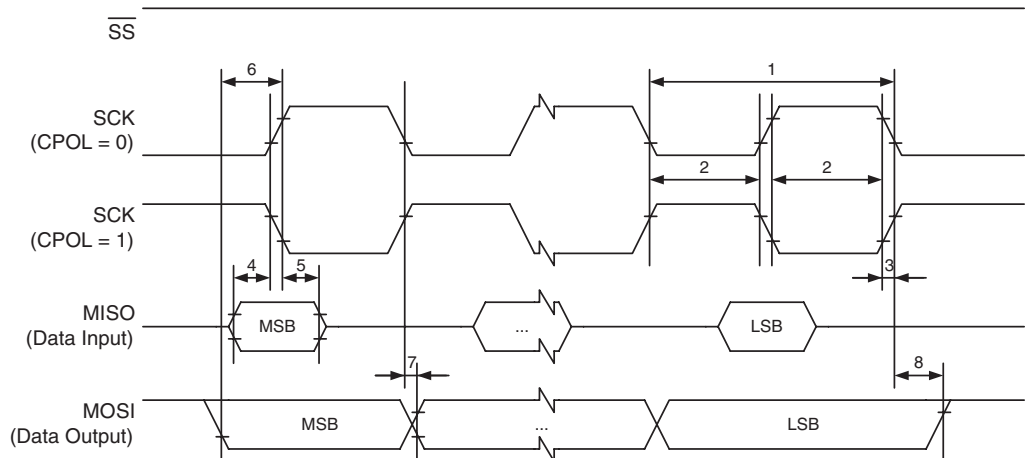 SS
6
1
SCK
(CPOL = 0)
2
2
SCK
(CPOL = 1)
4
5
3
MISO
(Data Input)
MSB
...
LSB
7
8
MOSI
(Data Output)
MSB
...
LSB